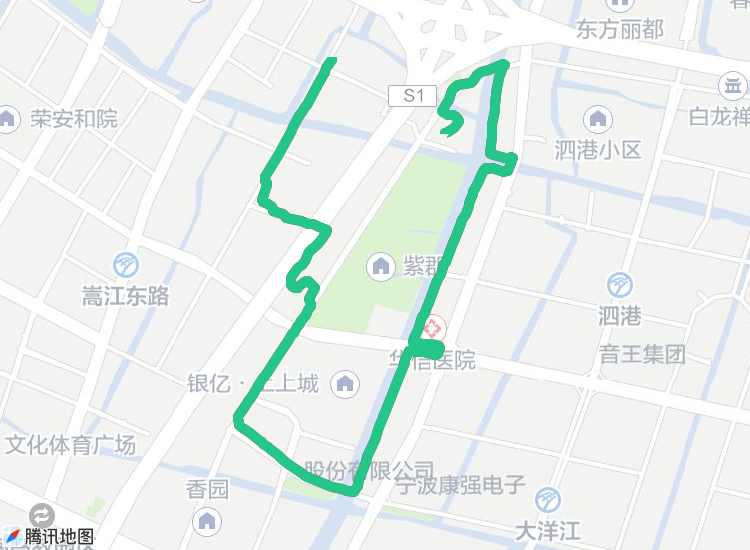 东方丽都
S1
荣安和院
白龙禅
泗港小区
紫郡
嵩江东路
泗港
音王集团
华信医院
银亿·上上城
文化体育广场
股份有限公司
宁波康强电子
香园
大洋江
腾讯地图